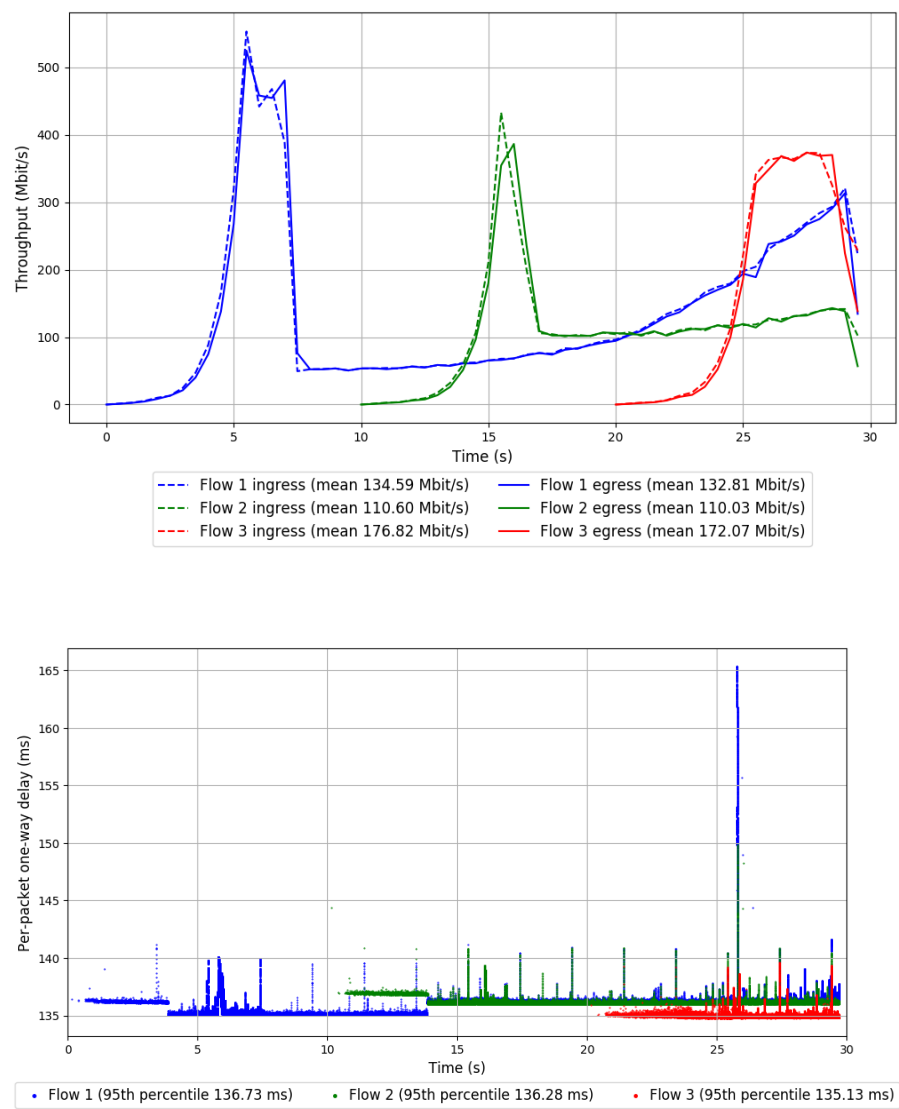 500
400
300
200
100
0
Throughput (Mbit/s)
0 5 10 15 20 25 30
Time (s)
Flow 1 ingress (mean 134.59 Mbit/s) Flow 1 egress (mean 132.81 Mbit/s)
Flow 2 ingress (mean 110.60 Mbit/s) Flow 2 egress (mean 110.03 Mbit/s)
Flow 3 ingress (mean 176.82 Mbit/s) Flow 3 egress (mean 172.07 Mbit/s)
165
160
155
150
145
140
135
Per-packet one-way delay (ms)
0 5 10 15 20 25 30
Time (s)
Flow 1 (95th percentile 136.73 ms) Flow 2 (95th percentile 136.28 ms) Flow 3 (95th percentile 135.13 ms)